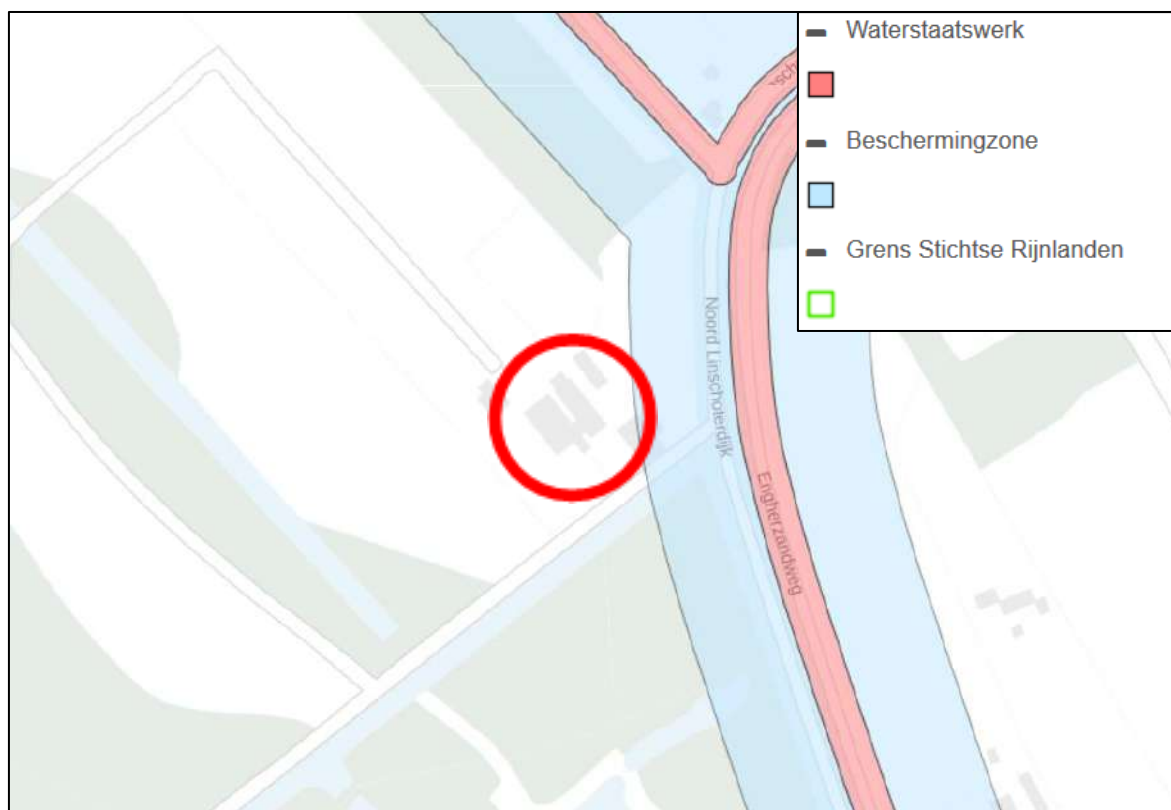 Waterstaatswerk
Beschermingzone
Grens Stichtse Rijnlanden
Noord Linschoterdijk
Engherzandweg